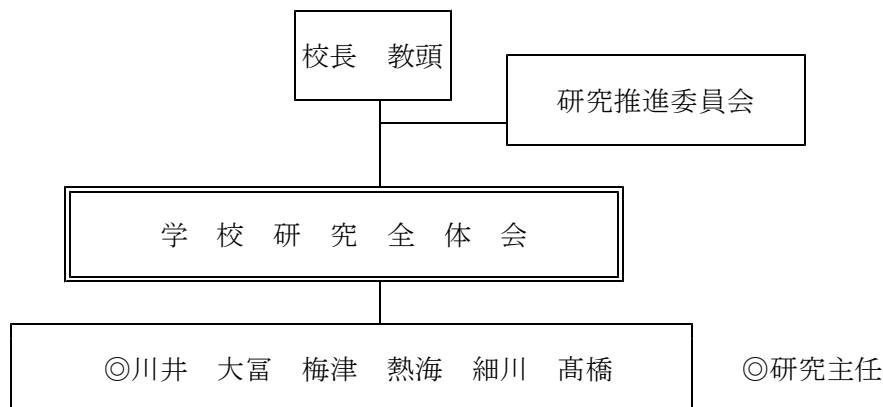 校長　教頭
研究推進委員会
学　校　研　究　全　体　会
◎川井　大冨　梅津　熱海　細川　髙橋　　◎研究主任